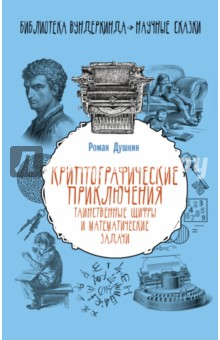 БИБЛИОТЕКА ВУНДЕРКИНДА → НАУЧНЫЕ СКАЗКИ
Роман Душкин
КРИПТОГРАФИЧЕСКИЕ
ПРИКЛЮЧЕНИЯ
ТАИНСТВЕННЫЕ ШИФРЫ
И МАТЕМАТИЧЕСКИЕ
ЗАДАЧИ